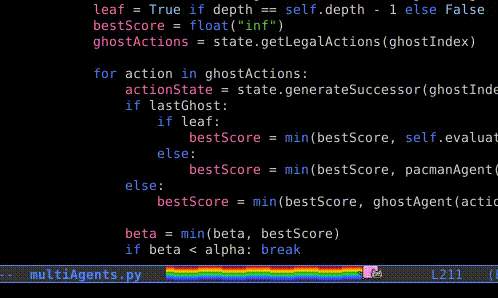 leaf = True if depth == self.depth - 1 else False
bestScore = float("inf")
ghostActions = state.getLegalActions(ghostIndex)
for action in ghostActions:
actionState = state.generateSuccessor(ghostInde
if lastGhost:
if leaf:
bestScore = min(bestScore, self.evaluat
else:
bestScore = min(bestScore, pacmanAgent(
else:
bestScore = min(bestScore, ghostAgent(actio
beta = min(beta, bestScore)
if beta < alpha: break
-- multiAgents.py L211